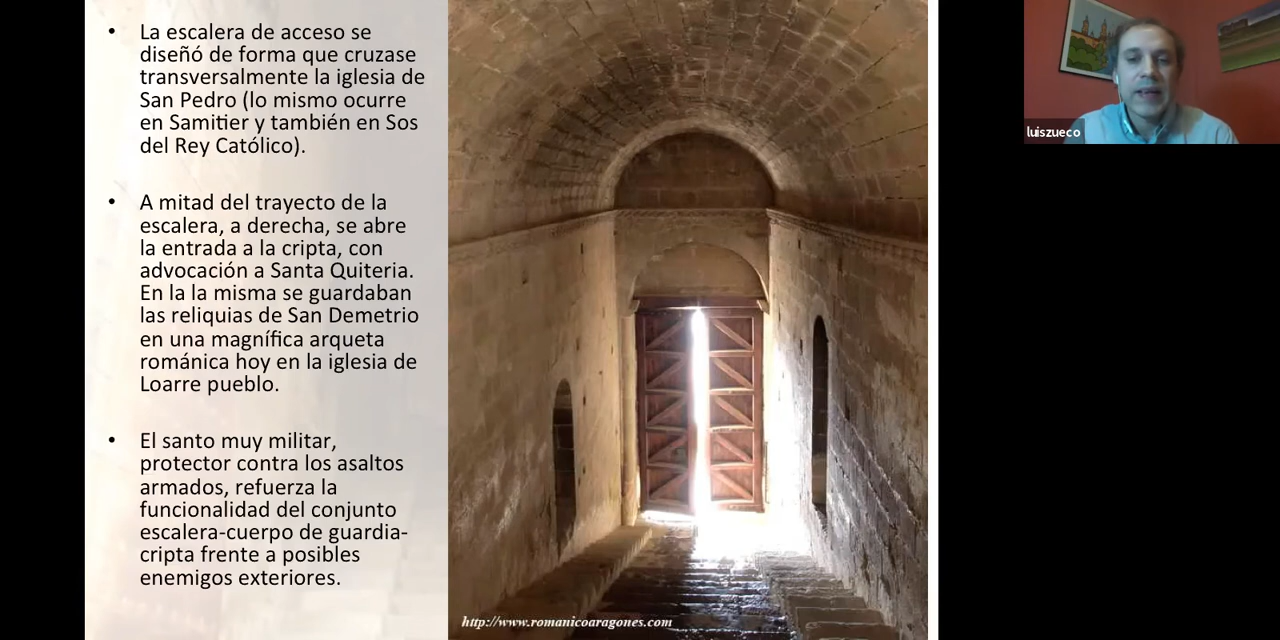 • La escalera de acceso se
diseñó de forma que cruzase
transversalmente la iglesia de
San Pedro (lo mismo ocurre
en Samitier y también en Sos
del Rey Católico).
• A mitad del trayecto de la
escalera, a derecha, se abre
la entrada a la cripta, con
advocación a Santa Quiteria.
En la la misma se guardaban
las reliquias de San Demetrio
en una magnífica arqueta
románica hoy en la iglesia de
Loarre pueblo.
• El santo muy militar,
protector contra los asaltos
armados, refuerza la
funcionalidad del conjunto
escalera-cuerpo de guardia-
cripta frente a posibles
enemigos exteriores.
http://www.romanicoaragones.com
luiszueco